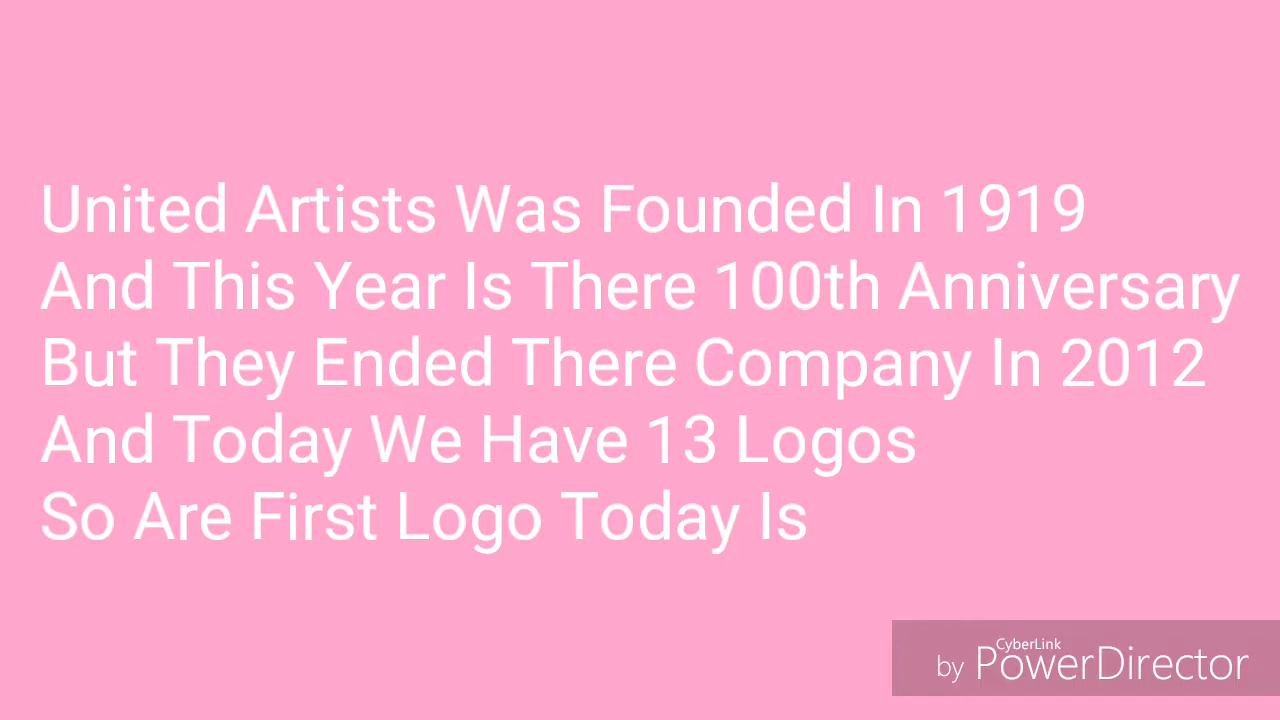 United Artists Was Founded In 1919
And This Year Is There 100th Anniversary
But They Ended There Company In 2012
And Today We Have 13 Logos
So Are First Logo Today Is
CyberLink
by PowerDirector